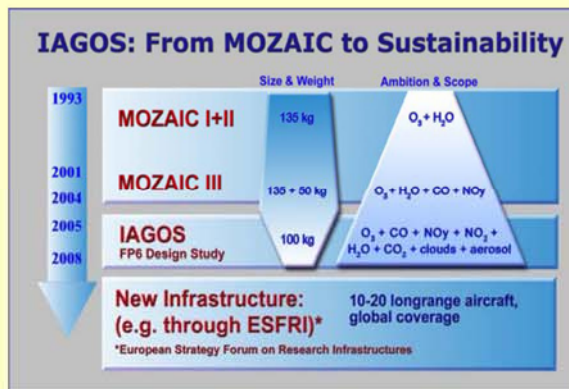 IAGOS: From MOZAIC to Sustainability
Size & Weight
Ambition & Scope
1993
MOZAIC I+II
135 kg
O₃ + H₂O
2001
MOZAIC III
2004
135 + 50 kg
O₃ + H₂O + CO + NOy
2005
IAGOS
FP6 Design Study
100 kg
O₃ + CO + NOy + NO₂ +
H₂O + CO₂ + clouds + aerosol
2008
New Infrastructure:
(e.g. through ESFRI)*
10-20 longrange aircraft,
global coverage
*European Strategy Forum on Research Infrastructures